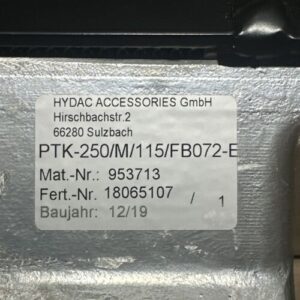 HYDAC ACCESSORIES GmbH
Hirschbachstr.2
66280 Sulzbach
PTK-250/M/115/FB072-E
Mat.-Nr.: 953713
Fert.-Nr. 18065107 / 1
Baujahr: 12/19